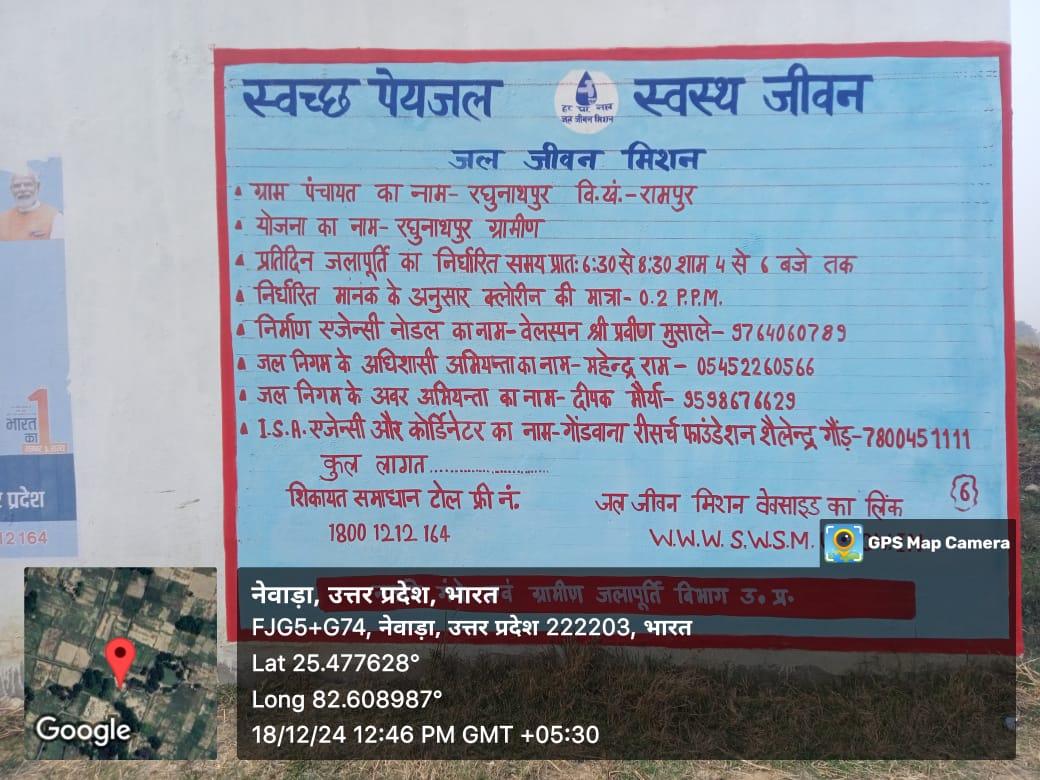 स्वच्छ पेयजल स्वस्थ जीवन
हर घर जल
जल जीवन मिशन
जल जीवन मिशन
ग्राम पंचायत का नाम- रघुनाथपुर वि.खं.-रामपुर
योजना का नाम- रघुनाथपुर ग्रामीण
प्रतिदिन जलापूर्ति का निर्धारित समय प्रातः 6:30 से 8:30 शाम 4 से 6 बजे तक
निर्धारित मानक के अनुसार क्लोरीन की मात्रा- 0.2 P.P.M.
निर्माण एजेन्सी नोडल का नाम- वेलस्पन श्री प्रवीण मुसाले- 9764060789
जल निगम के अधिशासी अभियन्ता का नाम- महेन्द्र राम - 05452260566
जल निगम के अवर अभियन्ता का नाम- दीपक मौर्या- 9598676629
I.S.A. एजेन्सी और कोर्डिनेटर का नाम- गोंडवाना रीसर्च फाउंडेशन शैलेन्द्र गौंड़-7800451111
कुल लागत......................
शिकायत समाधान टोल फ्री नं.
1800 1212 164
जल जीवन मिशन वेवसाइड का लिंक
W.W.W. S.W.S.M.
{6}
ग्रामीण जलापूर्ति विभाग उ. प्र.
भारत
का
1
प्रदेश
12164
GPS Map Camera
नेवाड़ा, उत्तर प्रदेश, भारत
FJG5+G74, नेवाड़ा, उत्तर प्रदेश 222203, भारत
Lat 25.477628°
Long 82.608987°
18/12/24 12:46 PM GMT +05:30
Google